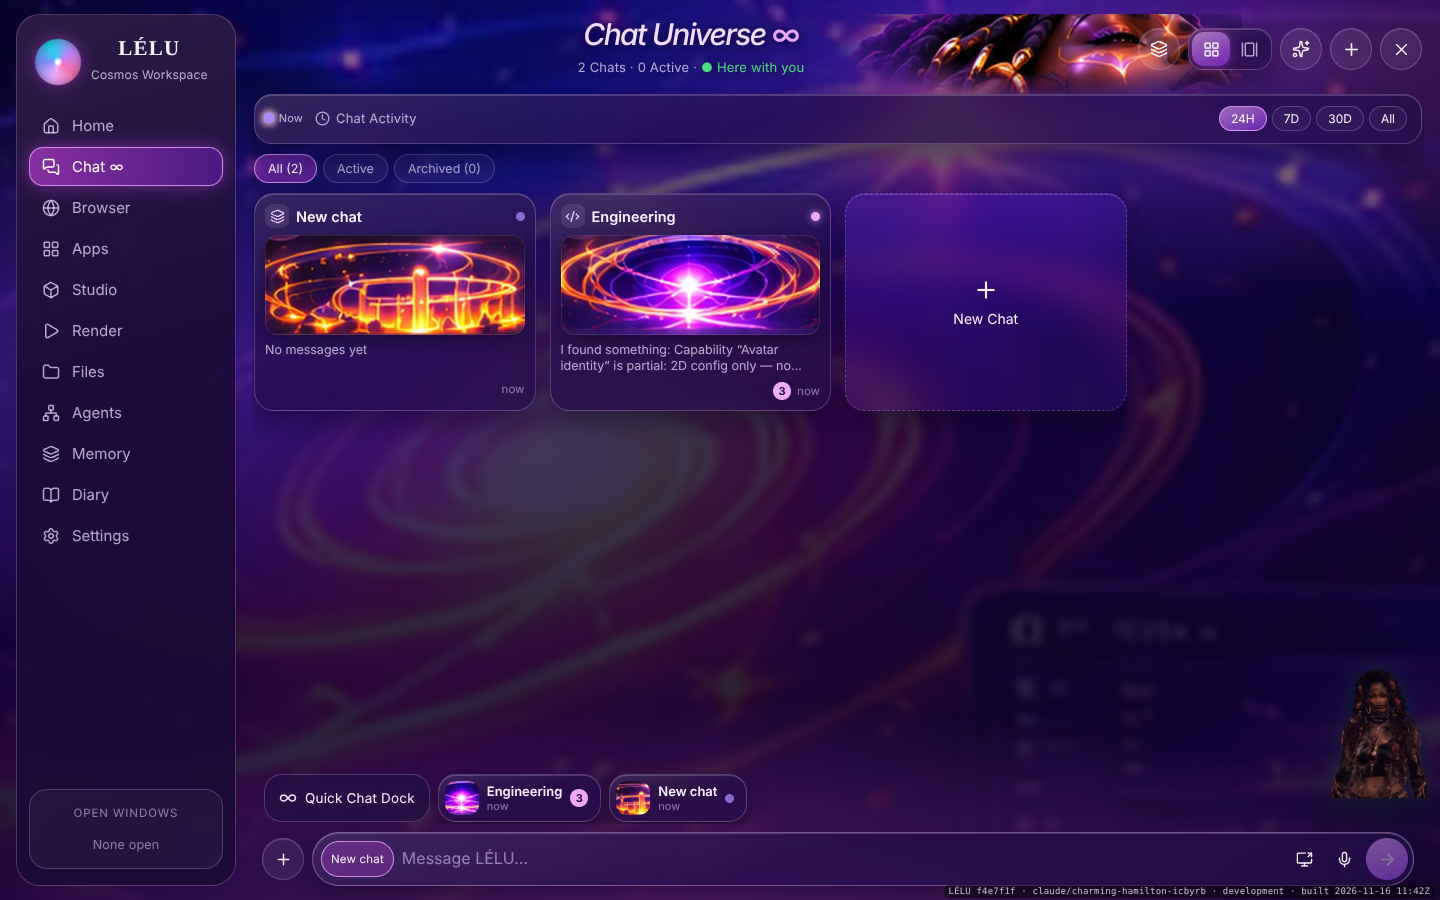 LÉLU
Cosmos Workspace
Home
Chat ∞
Browser
Apps
Studio
Render
Files
Agents
Memory
Diary
Settings
OPEN WINDOWS
None open
Chat Universe ∞
2 Chats · 0 Active · Here with you
Now
Chat Activity
24H
7D
30D
All
All (2)
Active
Archived (0)
New chat
No messages yet
now
Engineering
I found something: Capability “Avatar
identity” is partial: 2D config only — no…
3 now
New Chat
Quick Chat Dock
Engineering
now
3
New chat
now
New chat
Message LÉLU…
LÉLU f4e7f1f · claude/charming-hamilton-icbyrb · development · built 2026-11-16 11:42Z